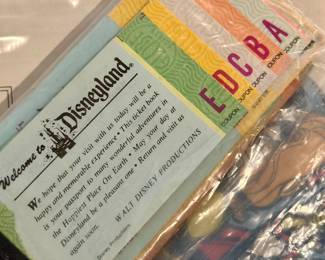 Welcome to
Disneyland®
We hope that your visit with us today will be a
happy and memorable experience • This ticket book
is your passport to many wonderful adventures in
the Happiest Place On Earth • May your day at
Disneyland be a pleasant one • Return and visit us
again soon.
WALT DISNEY PRODUCTIONS
Productions
E D C B A
COUPON COUPON COUPON COUPON